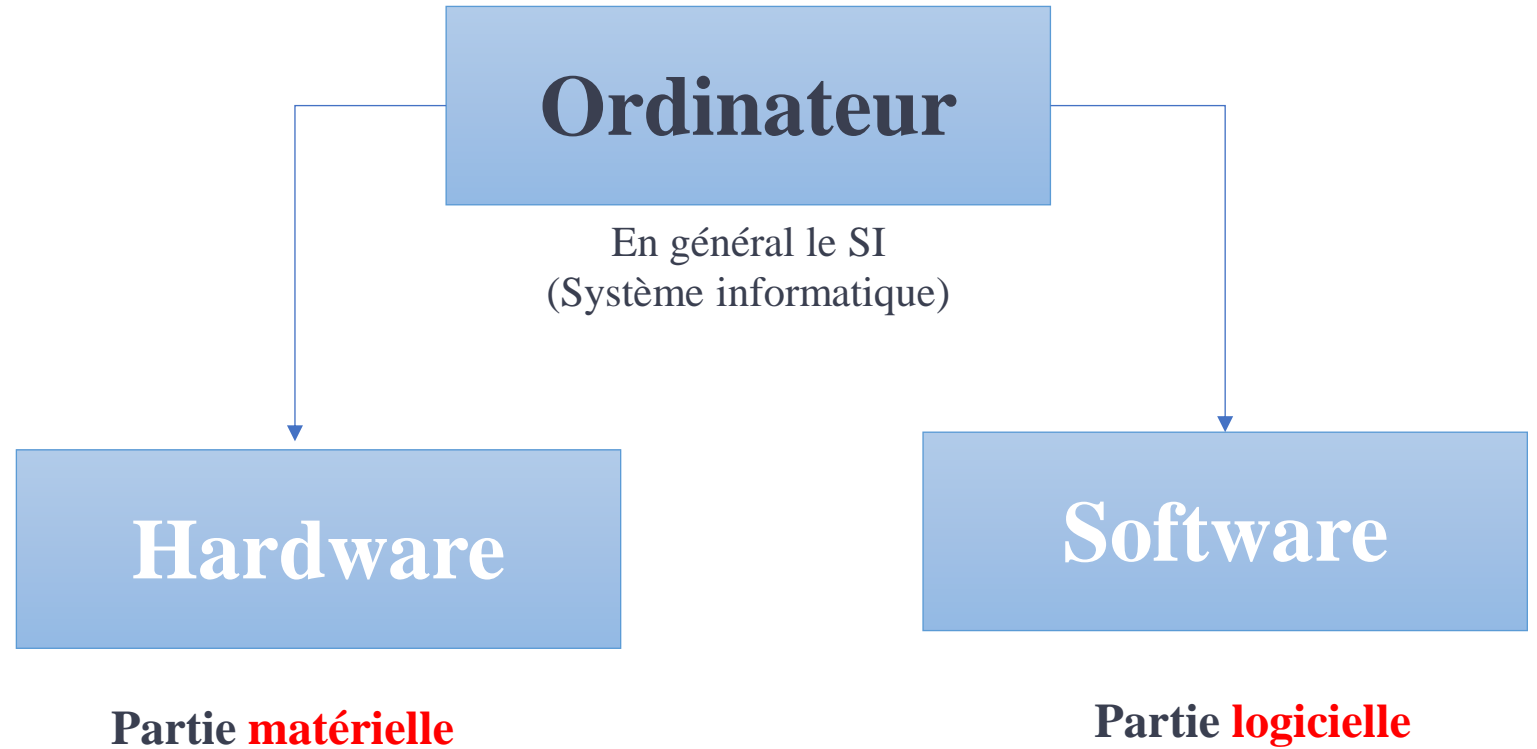 Ordinateur
En général le SI
(Système informatique)
Hardware
Software
Partie matérielle
Partie logicielle